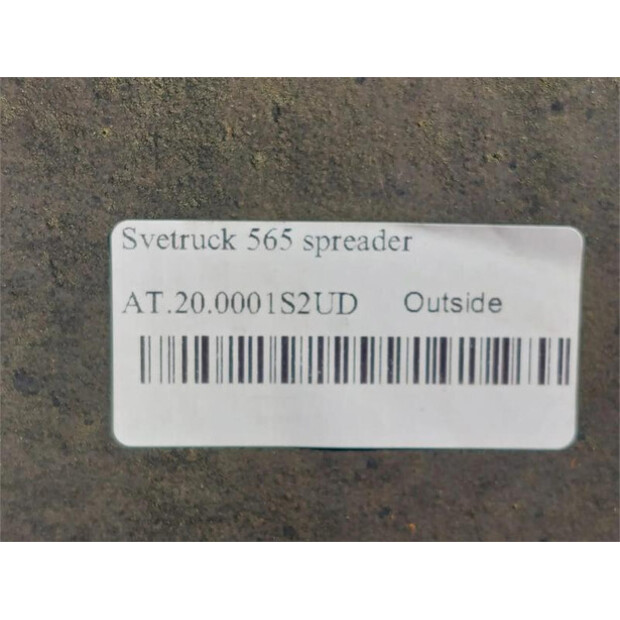 Svetruck 565 spreader
AT.20.0001S2UD Outside